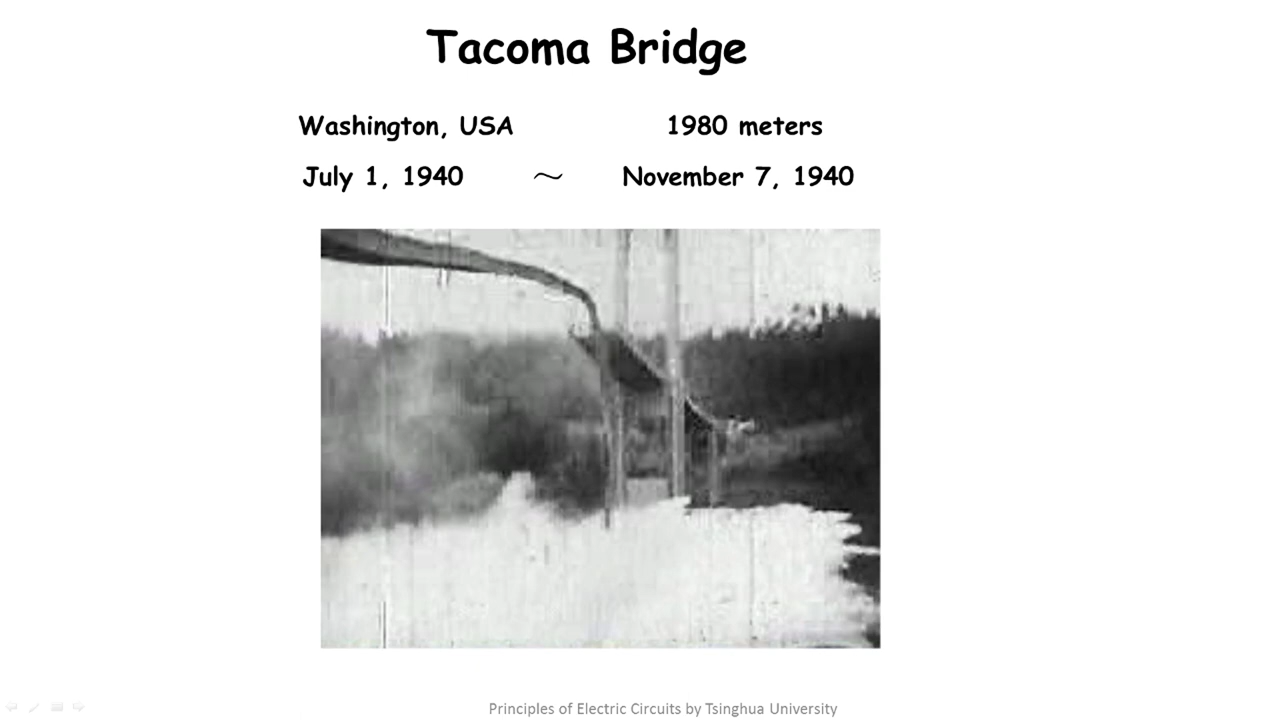 Tacoma Bridge
Washington, USA 1980 meters
July 1, 1940 ~ November 7, 1940
Principles of Electric Circuits by Tsinghua University